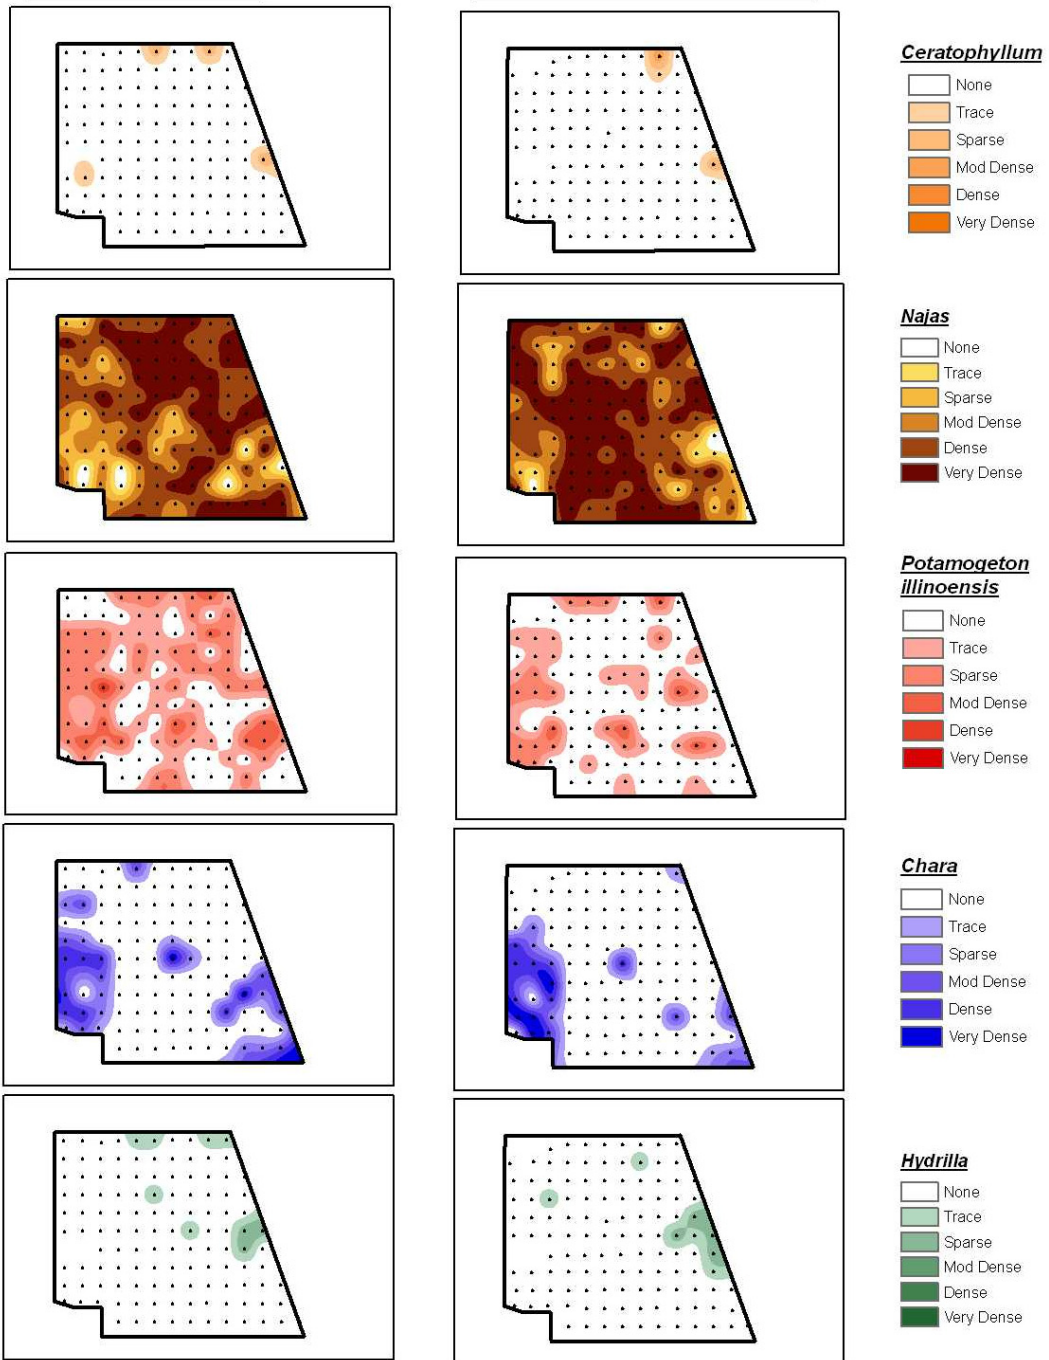 Ceratophyllum
None
Trace
Sparse
Mod Dense
Dense
Very Dense
Najas
None
Trace
Sparse
Mod Dense
Dense
Very Dense
Potamogeton
illinoensis
None
Trace
Sparse
Mod Dense
Dense
Very Dense
Chara
None
Trace
Sparse
Mod Dense
Dense
Very Dense
Hydrilla
None
Trace
Sparse
Mod Dense
Dense
Very Dense